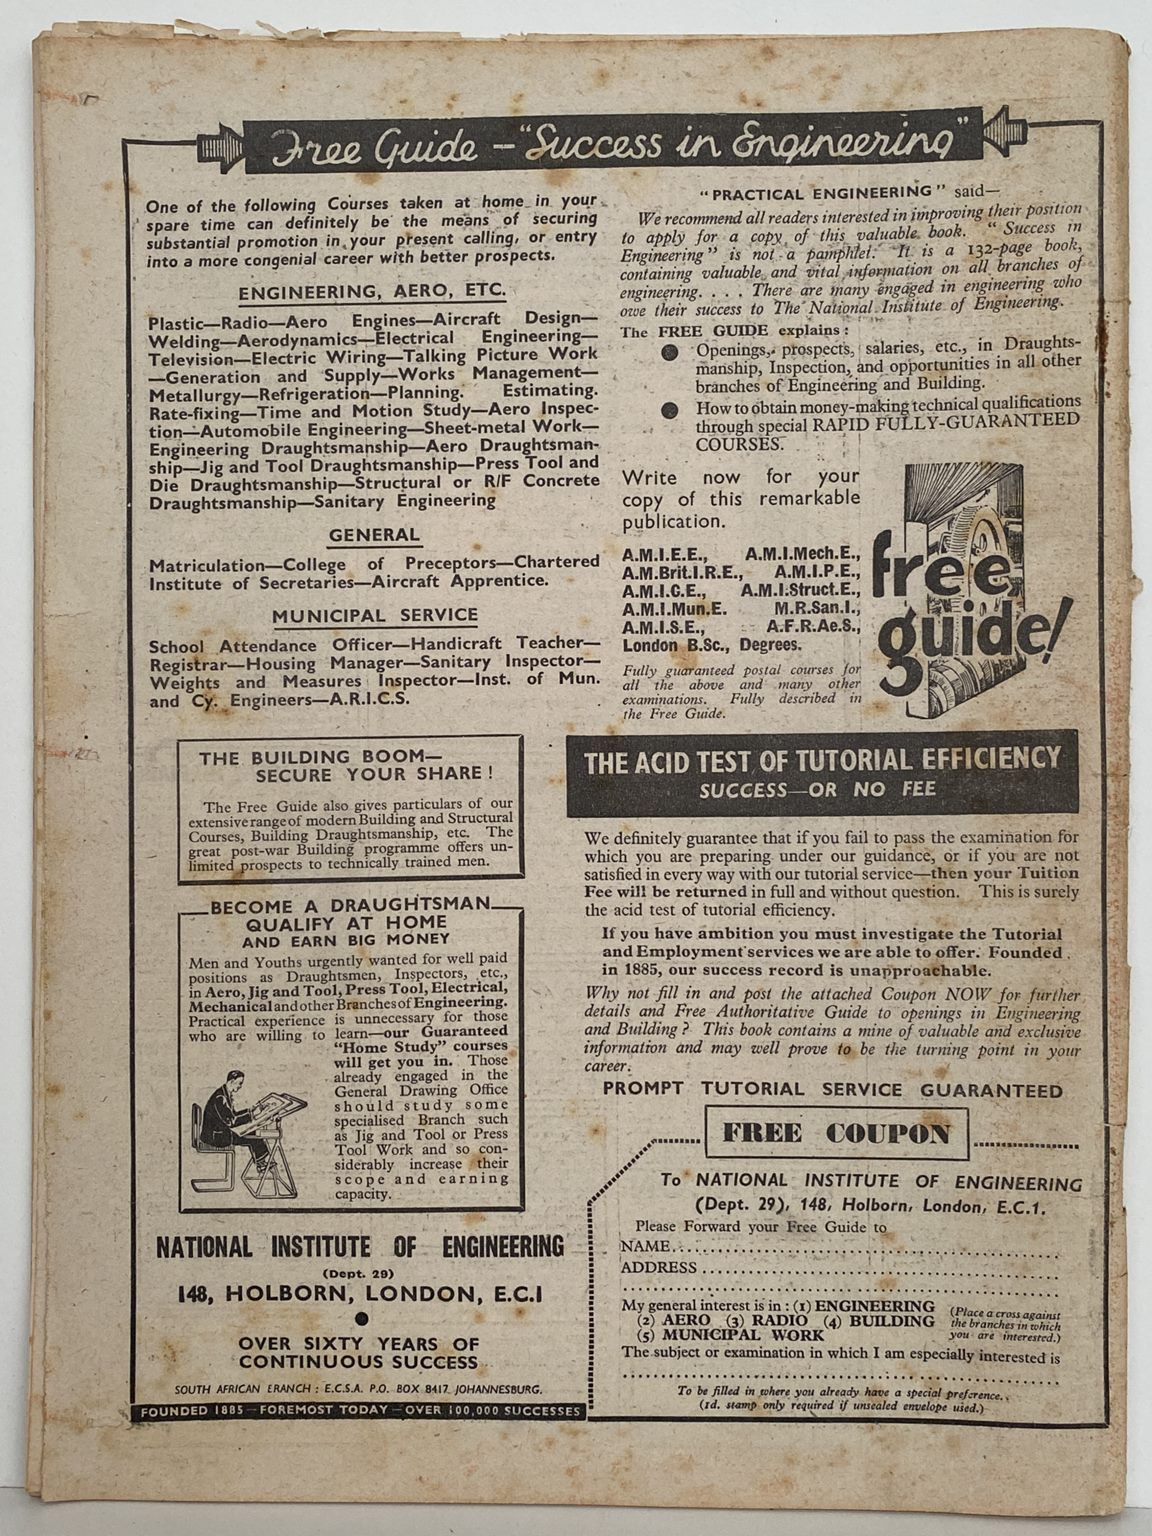 Free Guide — "Success in Engineering"
One of the following Courses taken at home in your
spare time can definitely be the means of securing
substantial promotion in your present calling, or entry
into a more congenial career with better prospects.
ENGINEERING, AERO, ETC.
Plastic—Radio—Aero Engines—Aircraft Design—
Welding—Aerodynamics—Electrical Engineering—
Television—Electric Wiring—Talking Picture Work
—Generation and Supply—Works Management—
Metallurgy—Refrigeration—Planning. Estimating.
Rate-fixing—Time and Motion Study—Aero Inspec-
tion—Automobile Engineering—Sheet-metal Work—
Engineering Draughtsmanship—Aero Draughtsman-
ship—Jig and Tool Draughtsmanship—Press Tool and
Die Draughtsmanship—Structural or R/F Concrete
Draughtsmanship—Sanitary Engineering
GENERAL
Matriculation—College of Preceptors—Chartered
Institute of Secretaries—Aircraft Apprentice.
MUNICIPAL SERVICE
School Attendance Officer—Handicraft Teacher—
Registrar—Housing Manager—Sanitary Inspector—
Weights and Measures Inspector—Inst. of Mun.
and Cy. Engineers—A.R.I.C.S.
THE BUILDING BOOM—
SECURE YOUR SHARE!
The Free Guide also gives particulars of our
extensive range of modern Building and Structural
Courses, Building Draughtsmanship, etc. The
great post-war Building programme offers un-
limited prospects to technically trained men.
BECOME A DRAUGHTSMAN
QUALIFY AT HOME
AND EARN BIG MONEY
Men and Youths urgently wanted for well paid
positions as Draughtsmen, Inspectors, etc.,
in Aero, Jig and Tool, Press Tool, Electrical,
Mechanical and other Branches of Engineering.
Practical experience is unnecessary for those
who are willing to learn—our Guaranteed
"Home Study" courses
will get you in. Those
already engaged in the
General Drawing Office
should study some
specialised Branch such
as Jig and Tool or Press
Tool Work and so con-
siderably increase their
scope and earning
capacity.
NATIONAL INSTITUTE OF ENGINEERING
(Dept. 29)
148, HOLBORN, LONDON, E.C.1
●
OVER SIXTY YEARS OF
CONTINUOUS SUCCESS
SOUTH AFRICAN BRANCH : E.C.S.A. P.O. BOX 8417 JOHANNESBURG.
FOUNDED 1885—FOREMOST TODAY—OVER 100,000 SUCCESSES
"PRACTICAL ENGINEERING" said—
We recommend all readers interested in improving their position
to apply for a copy of this valuable book. "Success in
Engineering" is not a pamphlet. It is a 132-page book,
containing valuable and vital information on all branches of
engineering. . . . There are many engaged in engineering who
owe their success to The National Institute of Engineering.
The FREE GUIDE explains :
● Openings, prospects, salaries, etc., in Draughts-
manship, Inspection, and opportunities in all other
branches of Engineering and Building.
● How to obtain money-making technical qualifications
through special RAPID FULLY-GUARANTEED
COURSES.
Write now for your
copy of this remarkable
publication.
A.M.I.E.E., A.M.I.Mech.E.,
A.M.Brit.I.R.E., A.M.I.P.E.,
A.M.I.C.E., A.M.I.Struct.E.,
A.M.I.Mun.E. M.R.San.I.,
A.M.I.S.E., A.F.R.Ae.S.,
London B.Sc., Degrees.
Fully guaranteed postal courses for
all the above and many other
examinations. Fully described in
the Free Guide.
free
guide!
THE ACID TEST OF TUTORIAL EFFICIENCY
SUCCESS—OR NO FEE
We definitely guarantee that if you fail to pass the examination for
which you are preparing under our guidance, or if you are not
satisfied in every way with our tutorial service—then your Tuition
Fee will be returned in full and without question. This is surely
the acid test of tutorial efficiency.
If you have ambition you must investigate the Tutorial
and Employment services we are able to offer. Founded
in 1885, our success record is unapproachable.
Why not fill in and post the attached Coupon NOW for further
details and Free Authoritative Guide to openings in Engineering
and Building? This book contains a mine of valuable and exclusive
information and may well prove to be the turning point in your
career.
PROMPT TUTORIAL SERVICE GUARANTEED
FREE COUPON
To NATIONAL INSTITUTE OF ENGINEERING
(Dept. 29), 148, Holborn, London, E.C.1.
Please Forward your Free Guide to
NAME
ADDRESS
My general interest is in : (1) ENGINEERING
(2) AERO (3) RADIO (4) BUILDING
(5) MUNICIPAL WORK
(Place a cross against
the branches in which
you are interested.)
The subject or examination in which I am especially interested is
To be filled in where you already have a special preference.
(1d. stamp only required if unsealed envelope used.)